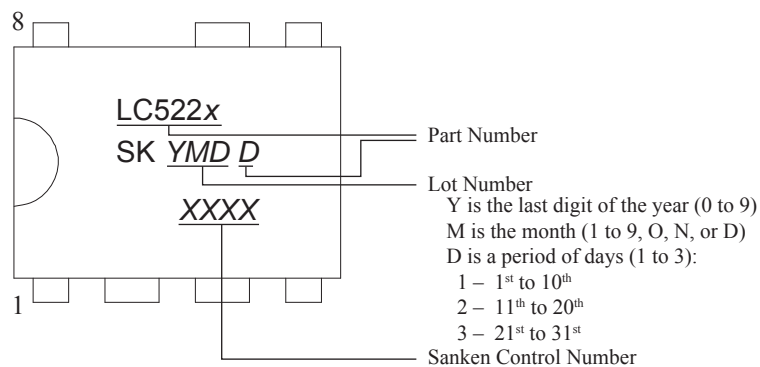 8
LC522x
SK YMD D
XXXX
1
Part Number
Lot Number
Y is the last digit of the year (0 to 9)
M is the month (1 to 9, O, N, or D)
D is a period of days (1 to 3):
1 – 1st to 10th
2 – 11th to 20th
3 – 21st to 31st
Sanken Control Number